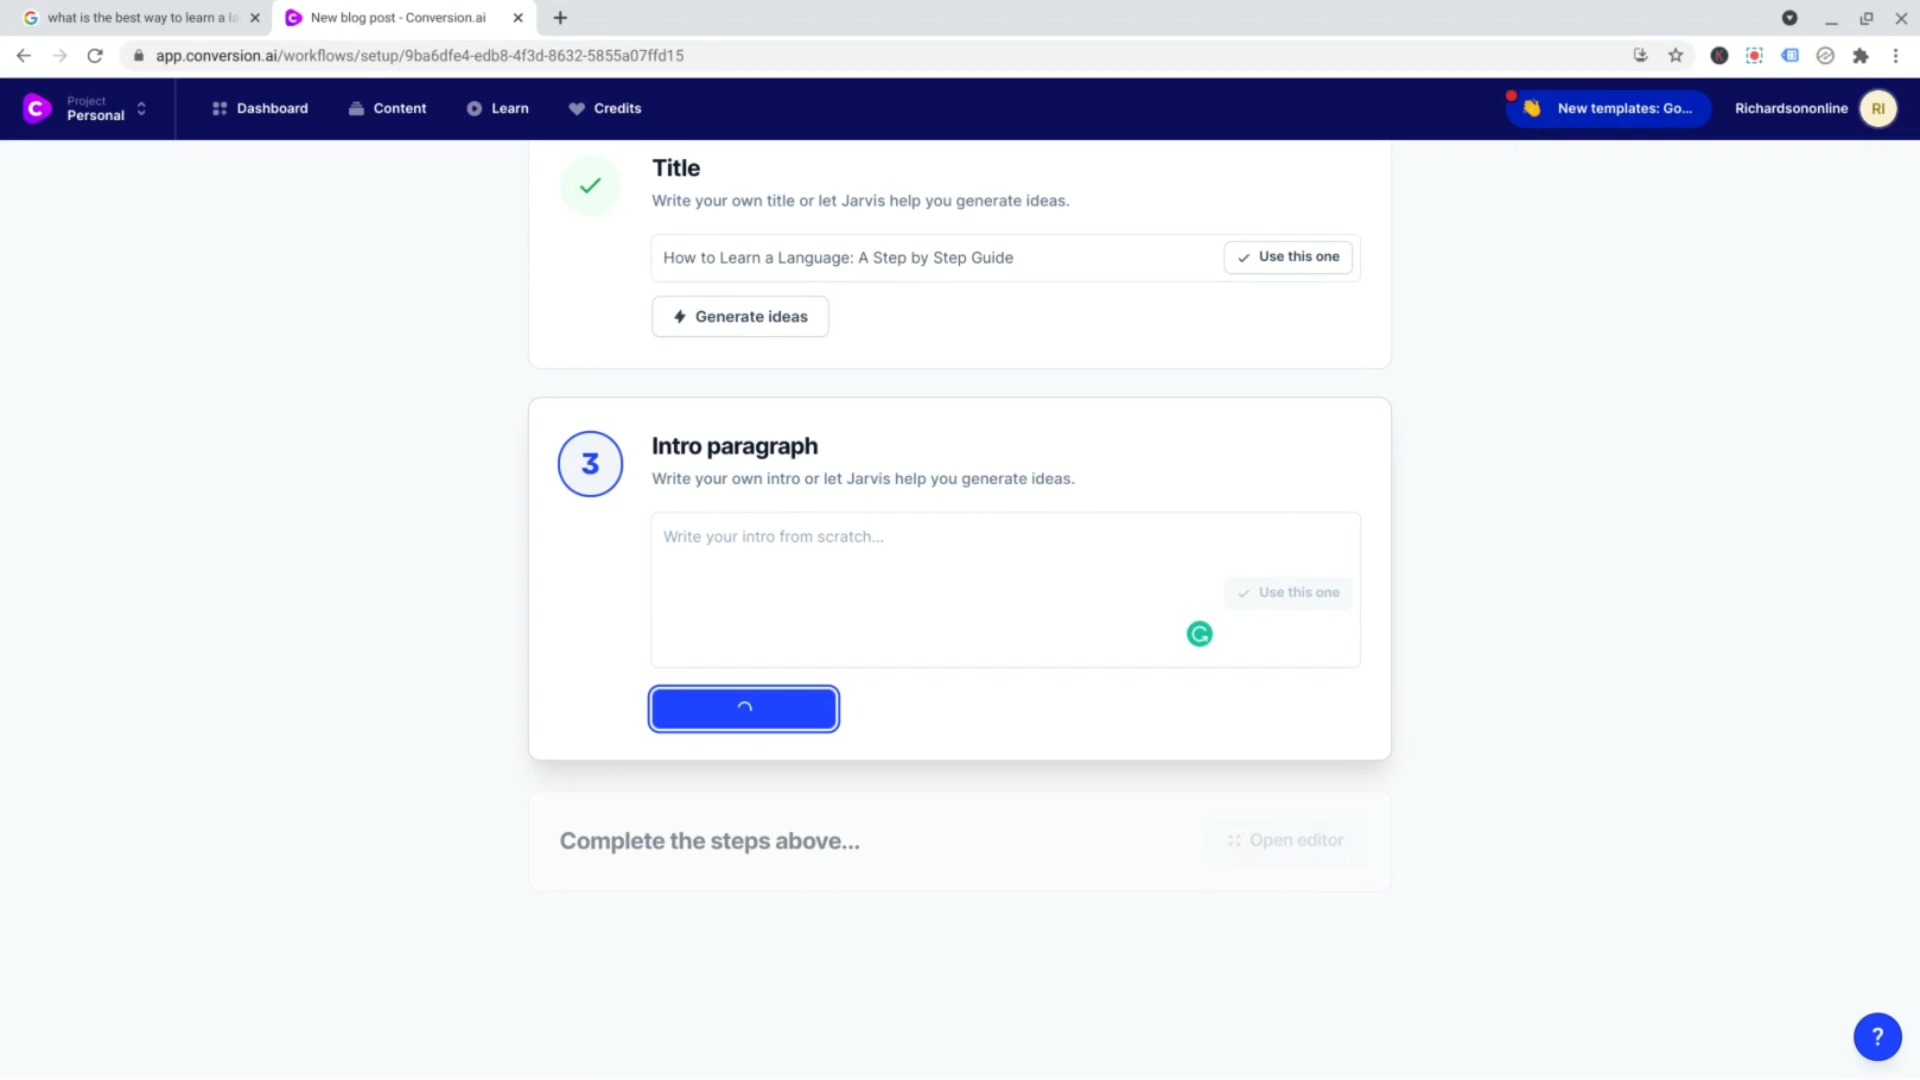 what is the best way to learn a la
New blog post - Conversion.ai
app.conversion.ai/workflows/setup/9ba6dfe4-edb8-4f3d-8632-5855a07ffd15
K
C
Project
Personal
Dashboard
Content
Learn
Credits
New templates: Go...
Richardsononline
RI
Title
Write your own title or let Jarvis help you generate ideas.
How to Learn a Language: A Step by Step Guide
Use this one
Generate ideas
3
Intro paragraph
Write your own intro or let Jarvis help you generate ideas.
Write your intro from scratch...
Use this one
Complete the steps above...
Open editor
?